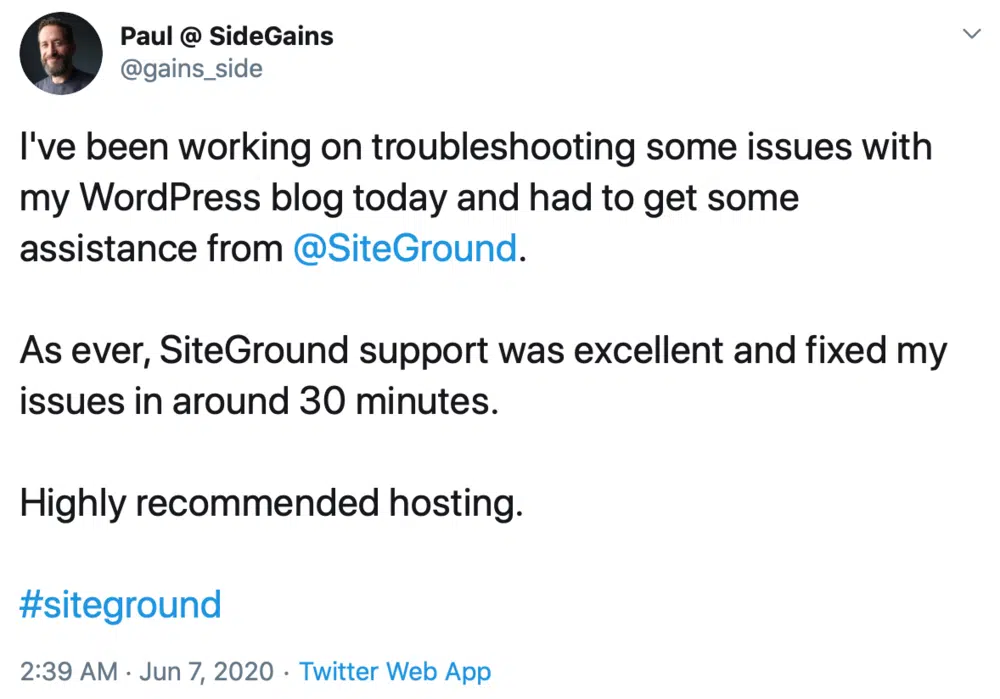 Paul @ SideGains
@gains_side
I've been working on troubleshooting some issues with
my WordPress blog today and had to get some
assistance from @SiteGround.
As ever, SiteGround support was excellent and fixed my
issues in around 30 minutes.
Highly recommended hosting.
#siteground
2:39 AM · Jun 7, 2020 · Twitter Web App